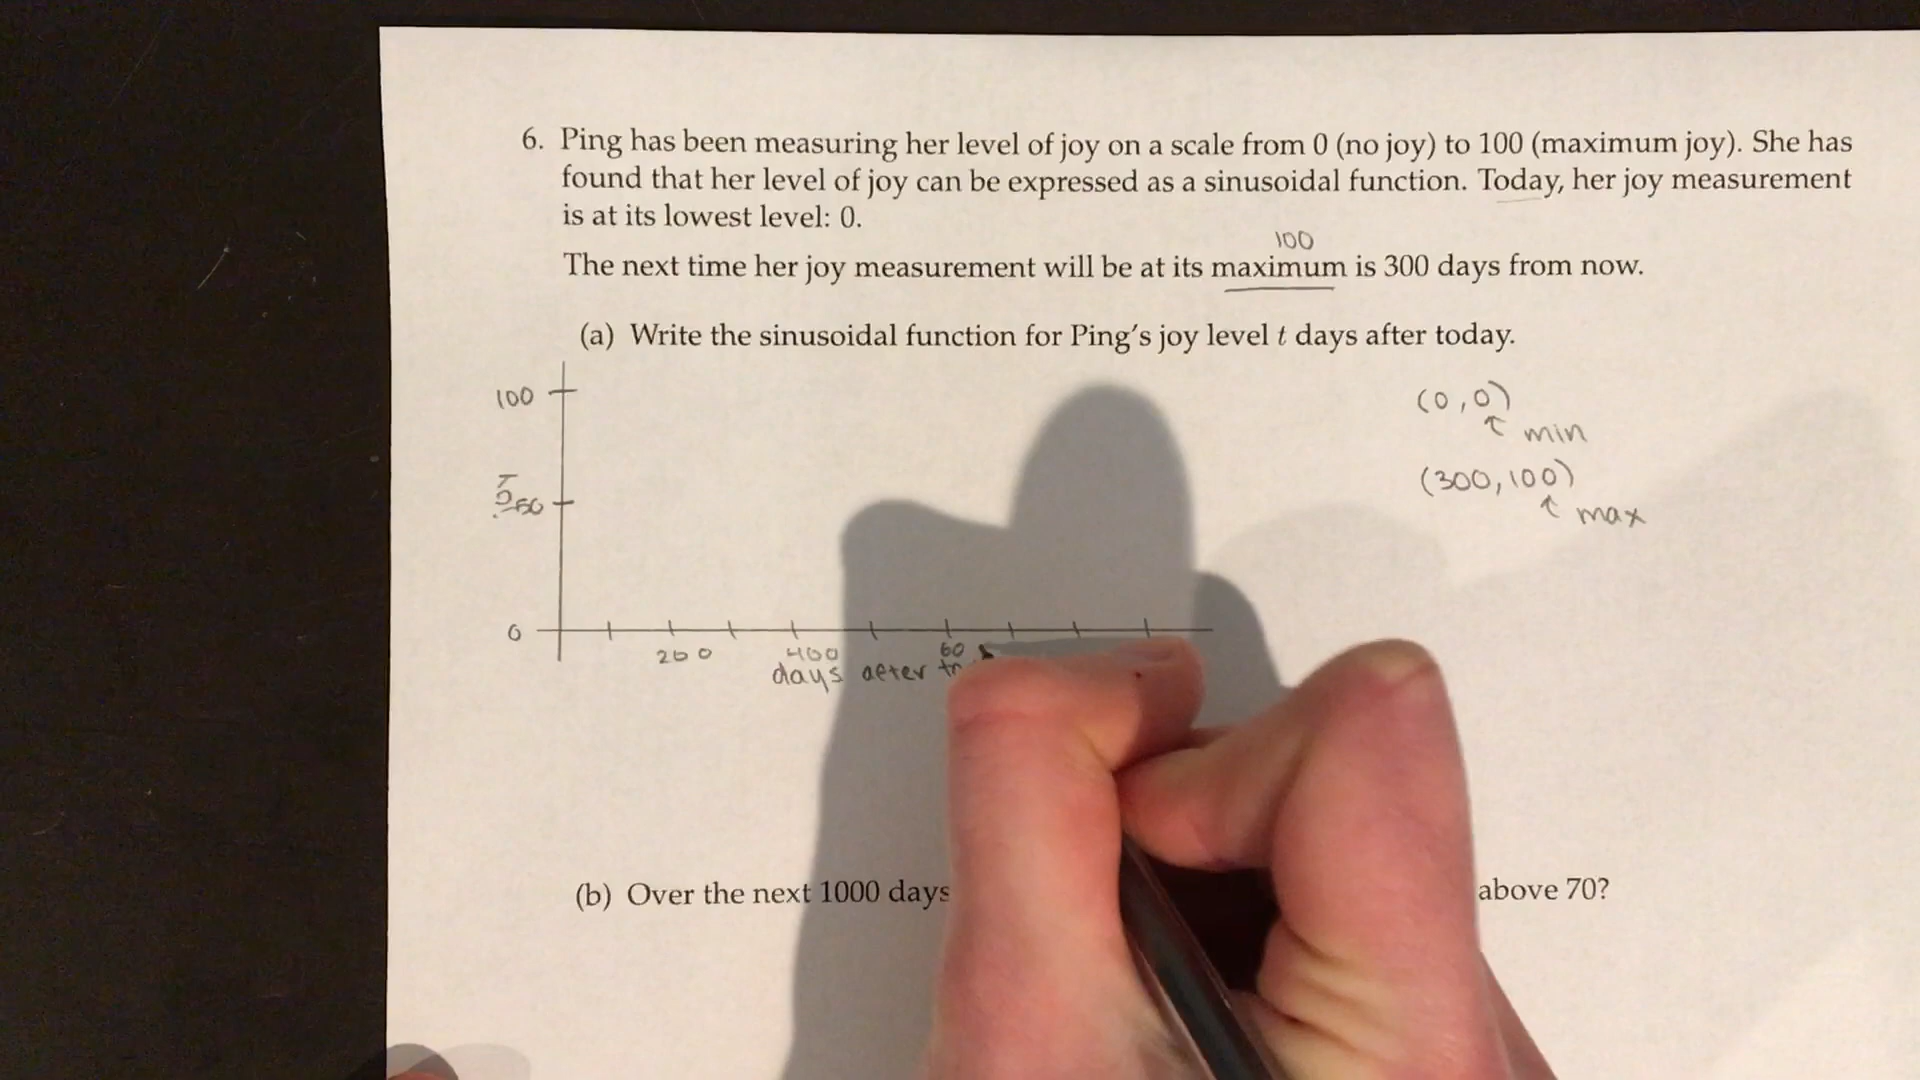 6. Ping has been measuring her level of joy on a scale from 0 (no joy) to 100 (maximum joy). She has
found that her level of joy can be expressed as a sinusoidal function. Today, her joy measurement
is at its lowest level: 0.
100
The next time her joy measurement will be at its maximum is 300 days from now.
(a) Write the sinusoidal function for Ping's joy level t days after today.
100
(0,0)
↑ min
(300,100)
↑ max
50
0
200 400 60
days after
(b) Over the next 1000 days
above 70?